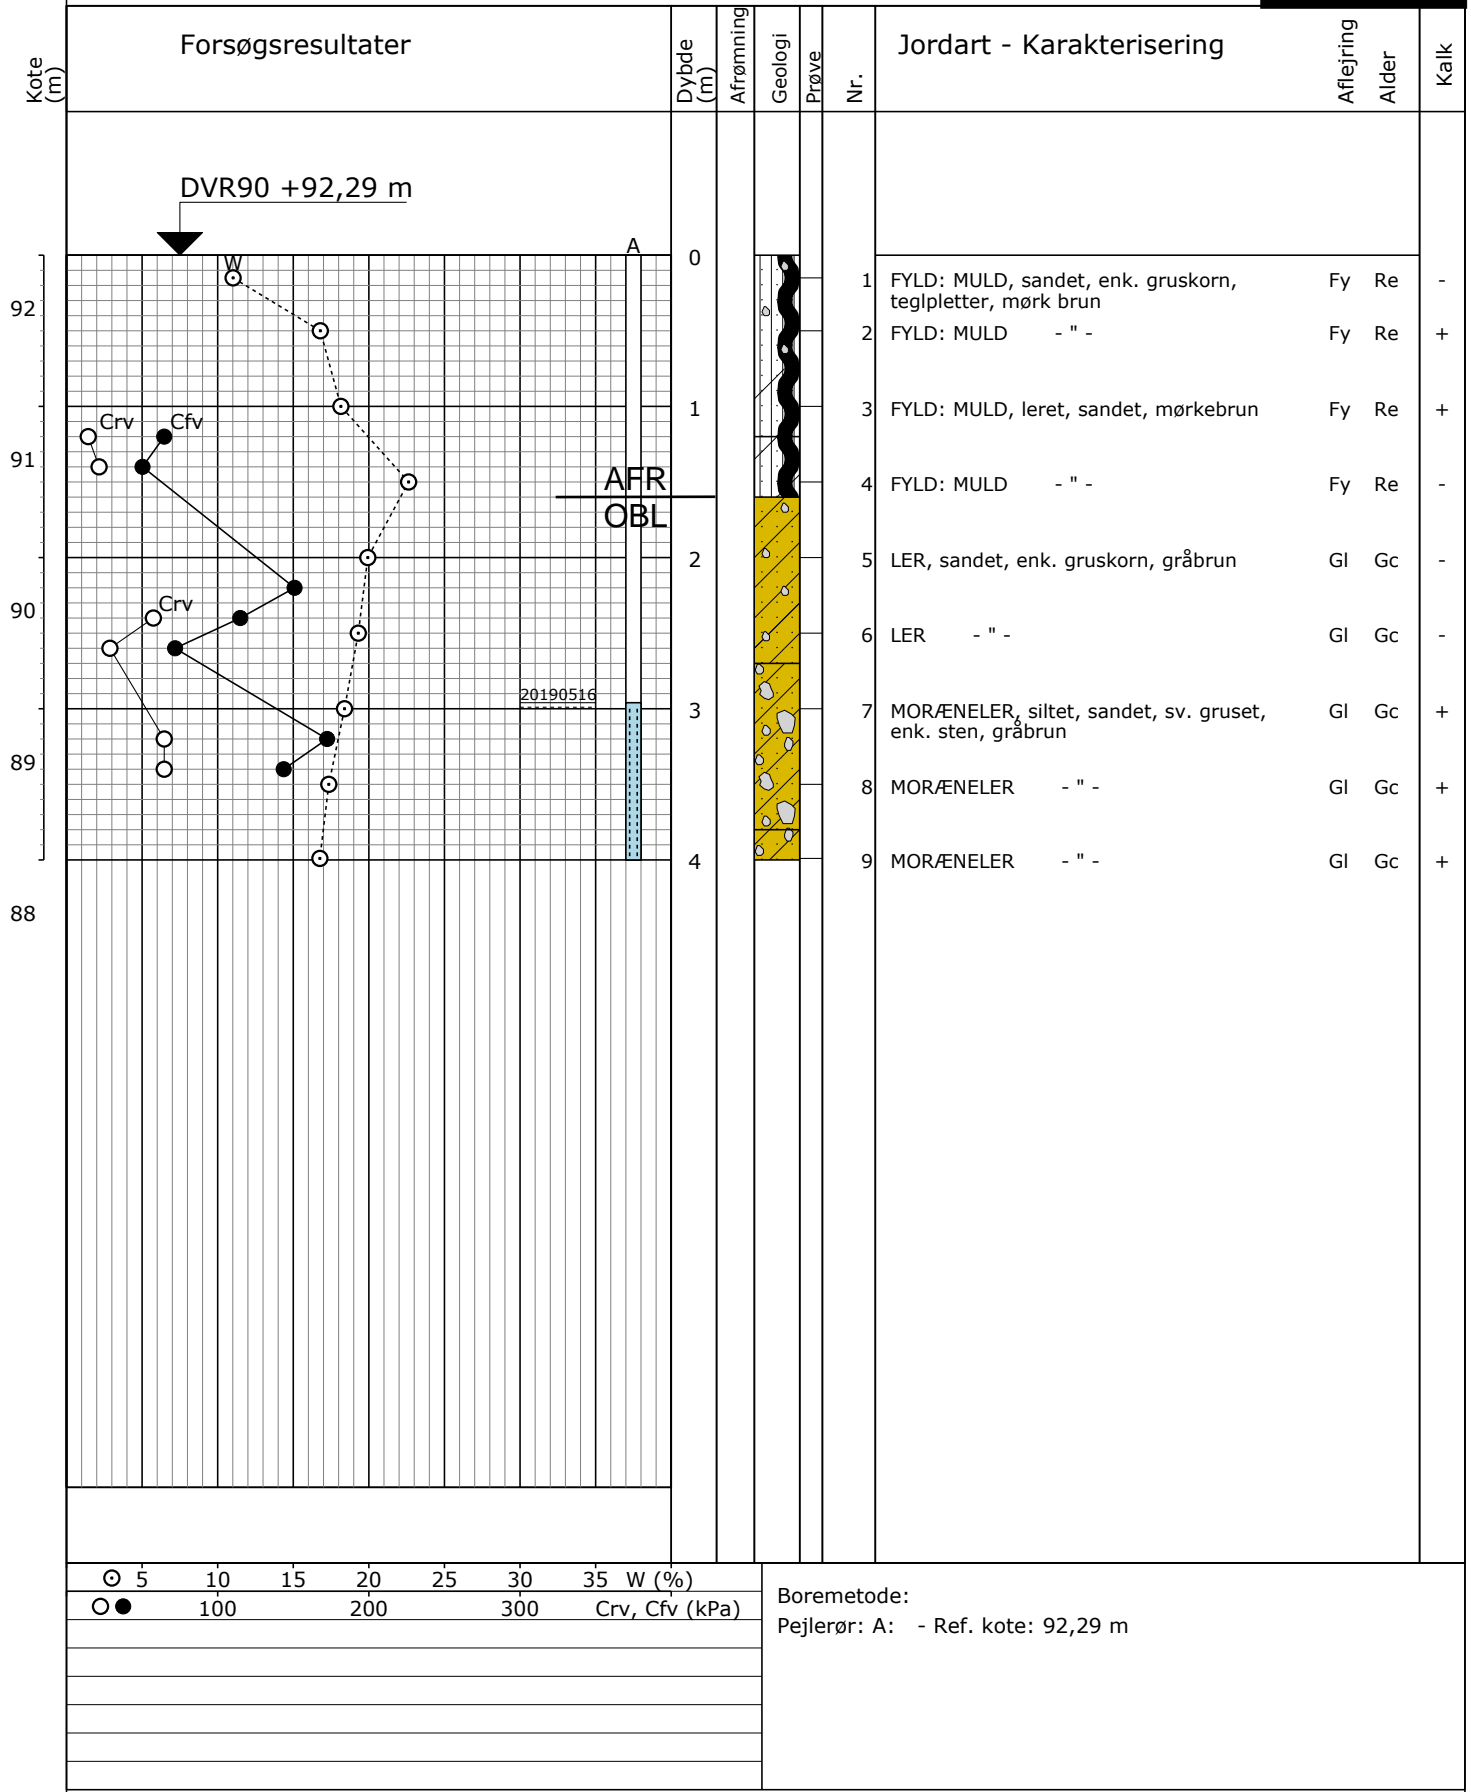 Kote (m)
Forsøgsresultater
Dybde (m)
Afrømning
Geologi
Prøve
Nr.
Jordart - Karakterisering
Aflejring
Alder
Kalk
DVR90 +92,29 m
A
0
W
1 FYLD: MULD, sandet, enk. gruskorn, Fy Re -
teglpletter, mørk brun
92
2 FYLD: MULD - " - Fy Re +
Crv Cfv
1
3 FYLD: MULD, leret, sandet, mørkebrun Fy Re +
91
AFR
4 FYLD: MULD - " - Fy Re -
OBL
2
5 LER, sandet, enk. gruskorn, gråbrun Gl Gc -
90
Crv
6 LER - " - Gl Gc -
20190516
3
7 MORÆNELER, siltet, sandet, sv. gruset, Gl Gc +
enk. sten, gråbrun
89
8 MORÆNELER - " - Gl Gc +
4
9 MORÆNELER - " - Gl Gc +
88
5 10 15 20 25 30 35 W (%)
100 200 300 Crv, Cfv (kPa)
Boremetode:
Pejlerør: A: - Ref. kote: 92,29 m